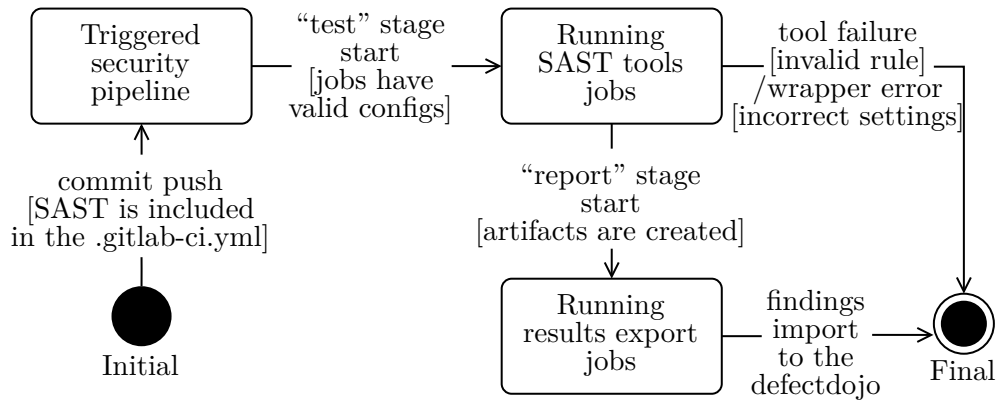 Triggered
security
pipeline
“test” stage
start
[jobs have
valid configs]
Running
SAST tools
jobs
tool failure
[invalid rule]
/wrapper error
[incorrect settings]
commit push
[SAST is included
in the .gitlab-ci.yml]
“report” stage
start
[artifacts are created]
Initial
Running
results export
jobs
findings
import
to the
defectdojo
Final